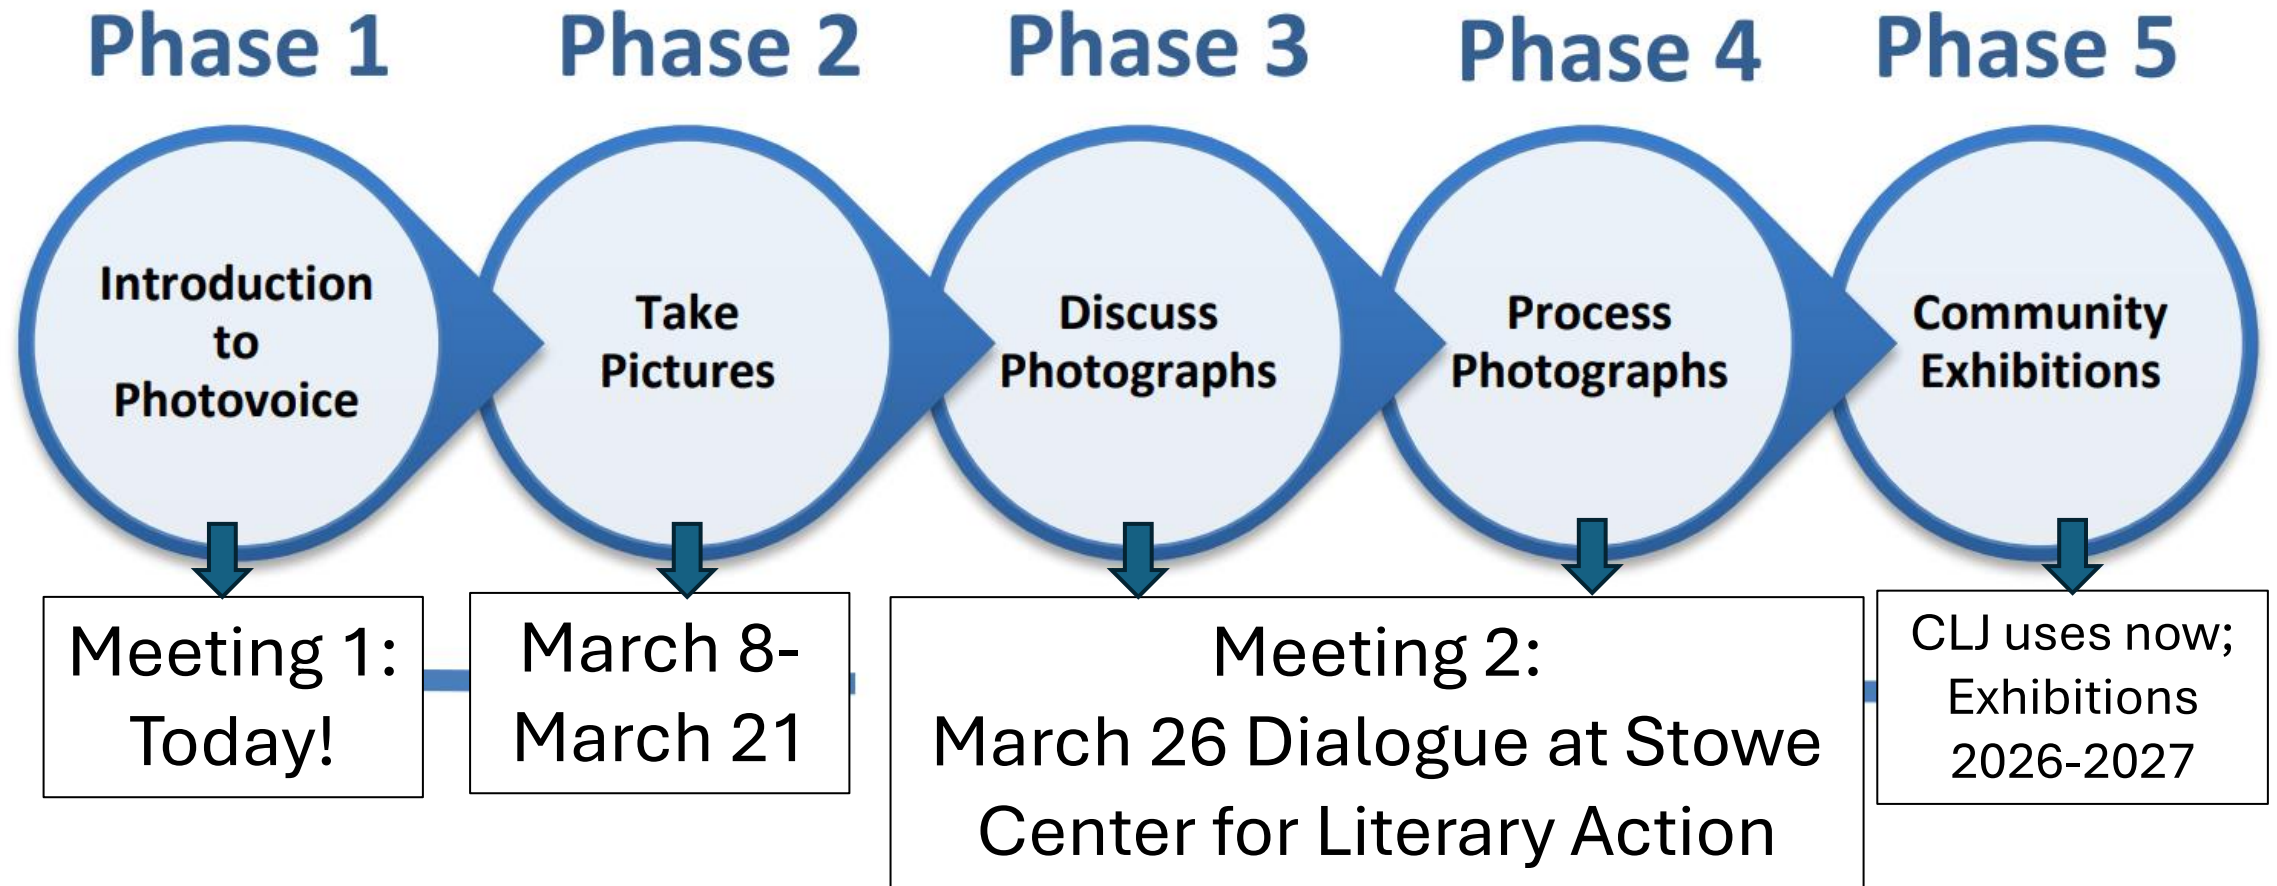 Phase 1
Phase 2
Phase 3
Phase 4
Phase 5
Introduction
to
Photovoice
Take
Pictures
Discuss
Photographs
Process
Photographs
Community
Exhibitions
Meeting 1:
Today!
March 8-
March 21
Meeting 2:
March 26 Dialogue at Stowe
Center for Literary Action
CLJ uses now;
Exhibitions
2026-2027